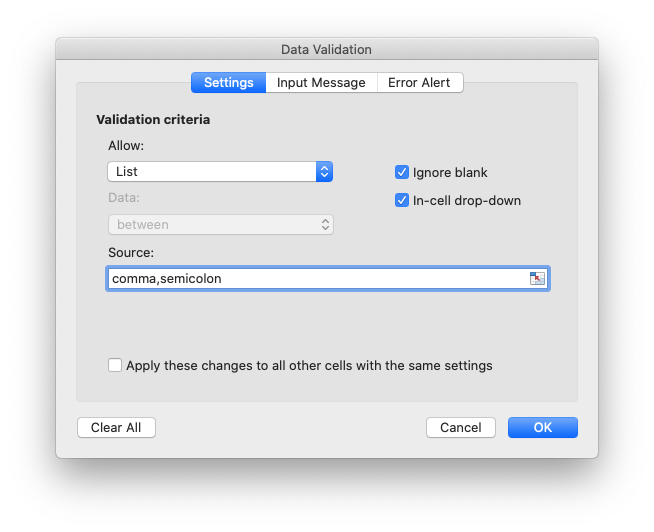 Data Validation
Settings Input Message Error Alert
Validation criteria
Allow:
List
Ignore blank
Data:
In-cell drop-down
between
Source:
comma,semicolon
Apply these changes to all other cells with the same settings
Clear All Cancel OK